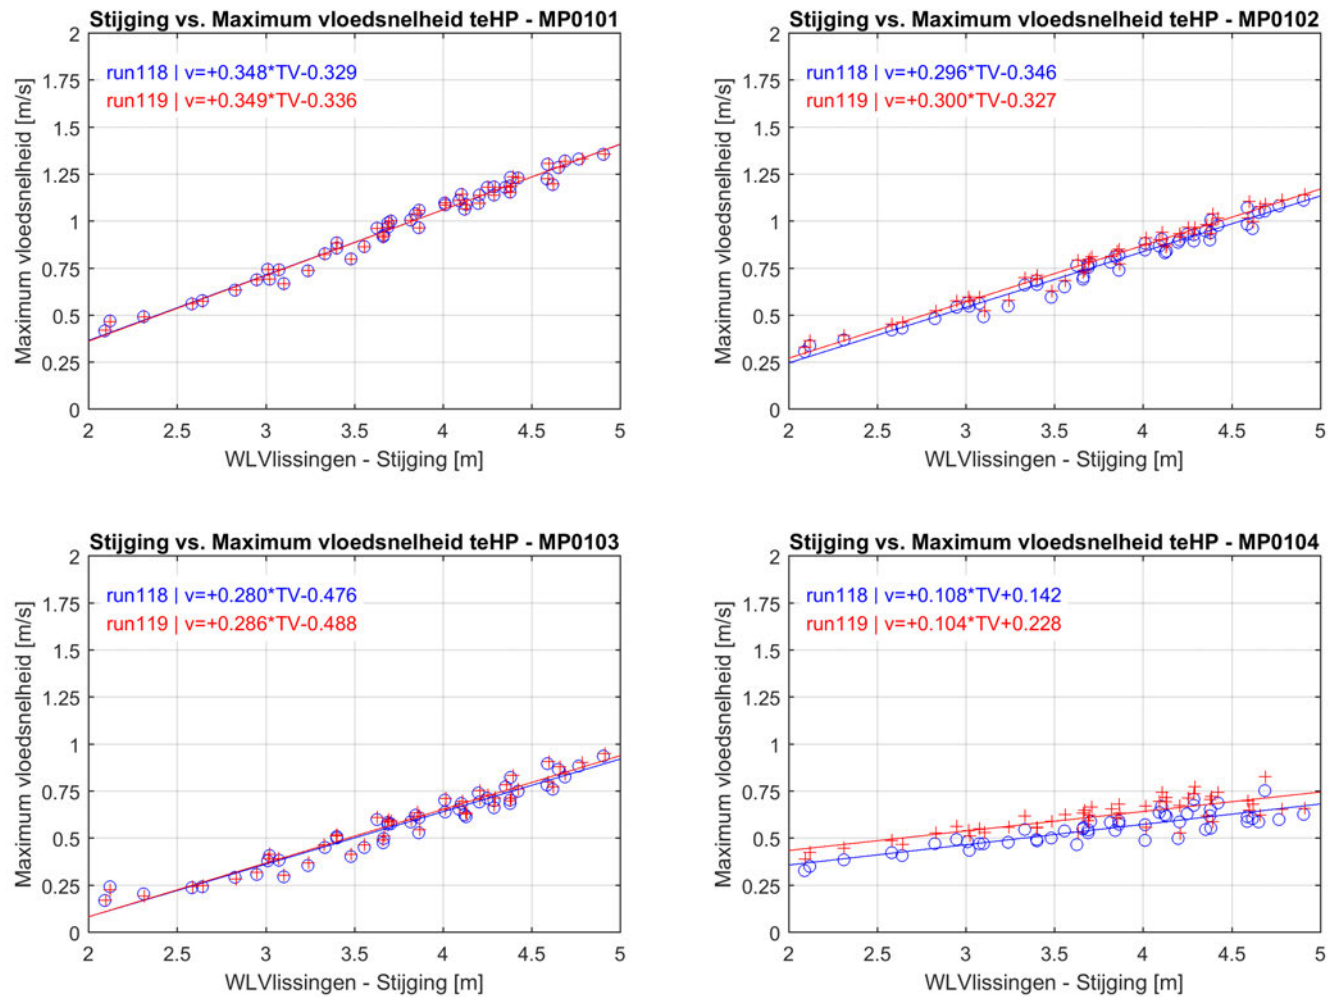 Stijging vs. Maximum vloedsnelheid teHP - MP0101
run118 | v=+0.348*TV-0.329
run119 | v=+0.349*TV-0.336
Maximum vloedsnelheid [m/s]
2
1.75
1.5
1.25
1
0.75
0.5
0.25
0
2 2.5 3 3.5 4 4.5 5
WLVlissingen - Stijging [m]
Stijging vs. Maximum vloedsnelheid teHP - MP0102
run118 | v=+0.296*TV-0.346
run119 | v=+0.300*TV-0.327
Maximum vloedsnelheid [m/s]
2
1.75
1.5
1.25
1
0.75
0.5
0.25
0
2 2.5 3 3.5 4 4.5 5
WLVlissingen - Stijging [m]
Stijging vs. Maximum vloedsnelheid teHP - MP0103
run118 | v=+0.280*TV-0.476
run119 | v=+0.286*TV-0.488
Maximum vloedsnelheid [m/s]
2
1.75
1.5
1.25
1
0.75
0.5
0.25
0
2 2.5 3 3.5 4 4.5 5
WLVlissingen - Stijging [m]
Stijging vs. Maximum vloedsnelheid teHP - MP0104
run118 | v=+0.108*TV+0.142
run119 | v=+0.104*TV+0.228
Maximum vloedsnelheid [m/s]
2
1.75
1.5
1.25
1
0.75
0.5
0.25
0
2 2.5 3 3.5 4 4.5 5
WLVlissingen - Stijging [m]